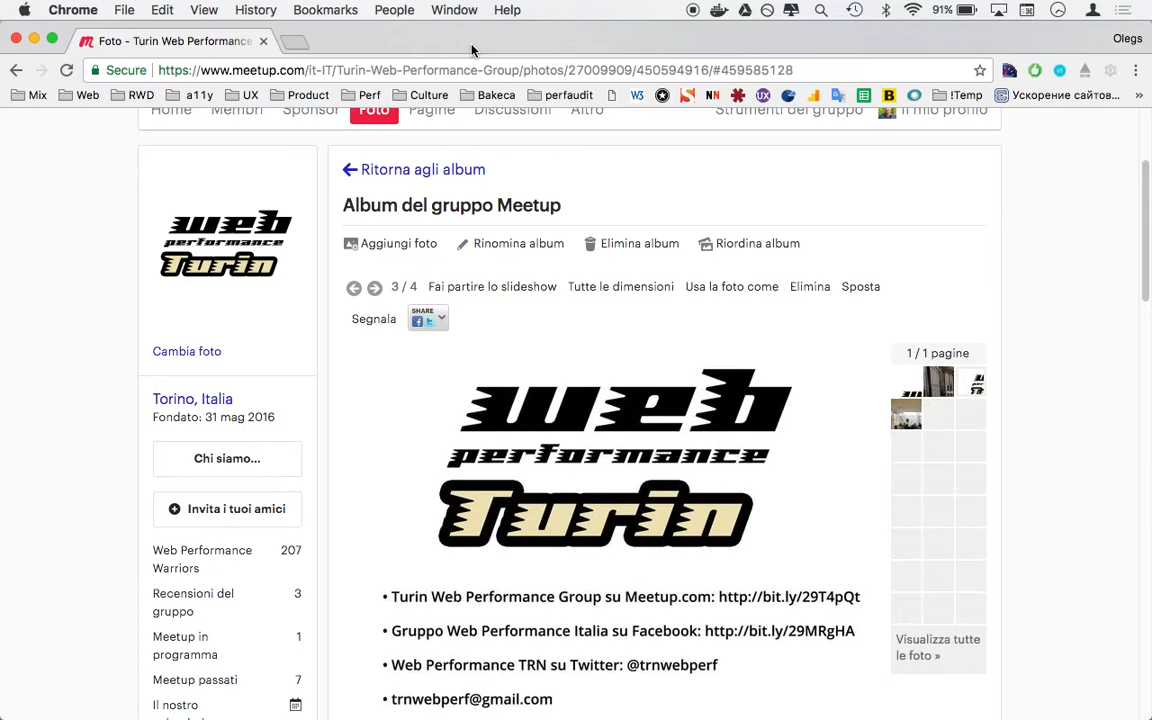 Chrome File Edit View History Bookmarks People Window Help 91%
Foto - Turin Web Performance Olegs
Secure https://www.meetup.com/it-IT/Turin-Web-Performance-Group/photos/27009909/450594916/#459585128
Mix Web RWD a11y UX Product Perf Culture Bakeca perfaudit !Temp Ускорение сайтов...
Home Membri Sponsor Foto Pagine Discussioni Altro Strumenti del gruppo Il mio profilo
Ritorna agli album
Album del gruppo Meetup
Aggiungi foto Rinomina album Elimina album Riordina album
3 / 4 Fai partire lo slideshow Tutte le dimensioni Usa la foto come Elimina Sposta
Segnala SHARE
web
performance
Turin
Cambia foto
Torino, Italia
Fondato: 31 mag 2016
Chi siamo...
Invita i tuoi amici
Web Performance 207
Warriors
Recensioni del 3
gruppo
Meetup in 1
programma
Meetup passati 7
Il nostro
web
performance
Turin
• Turin Web Performance Group su Meetup.com: http://bit.ly/29T4pQt
• Gruppo Web Performance Italia su Facebook: http://bit.ly/29MRgHA
• Web Performance TRN su Twitter: @trnwebperf
• trnwebperf@gmail.com
1 / 1 pagine
Visualizza tutte
le foto »